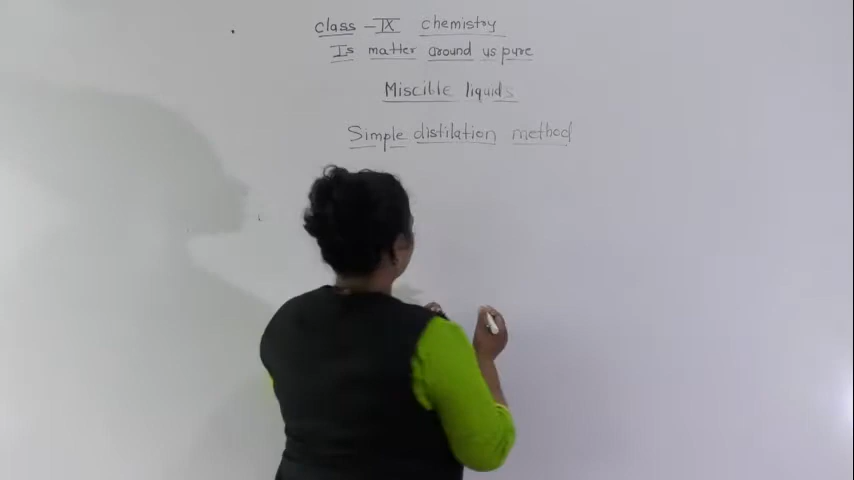 class - IX chemistry
Is matter around us pure
Miscible liquids
Simple distilation method